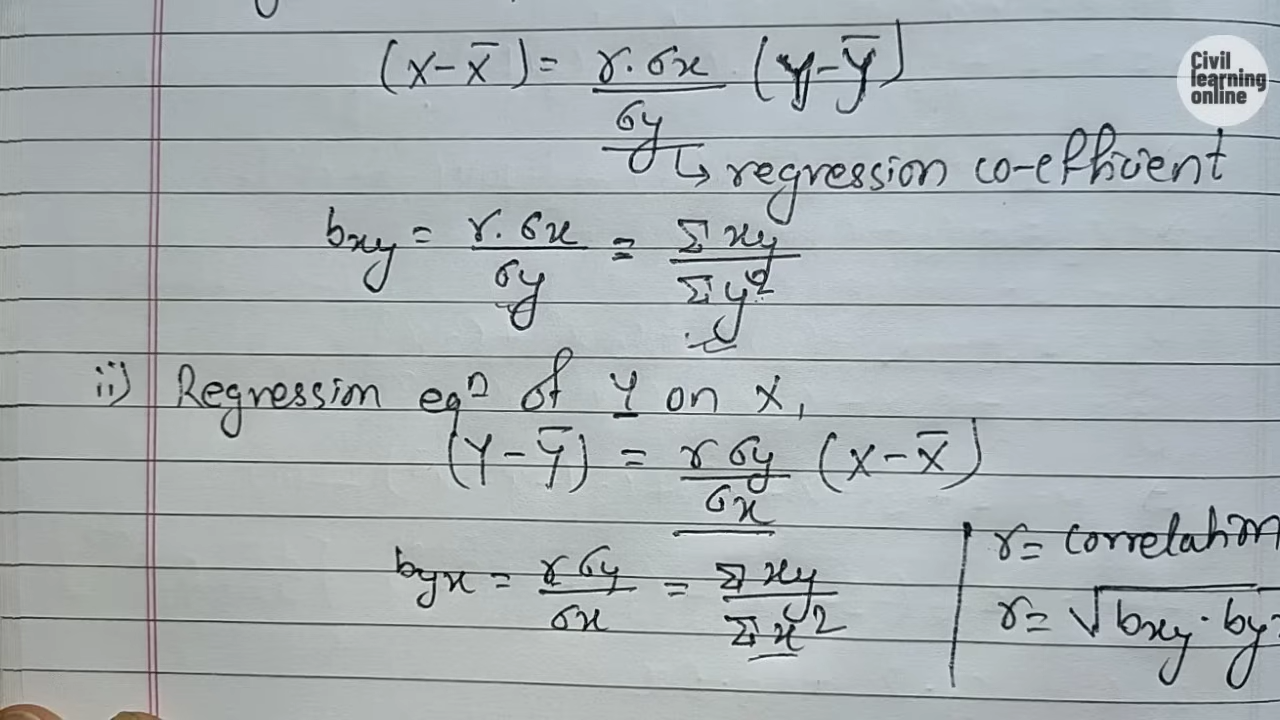 (x-x̄) = r.σx/σy (y-ȳ)
↳ regression co-efficient
bxy = r.σx/σy = Σxy/Σy²
ii) Regression eqⁿ of Y on X,
(Y-ȳ) = rσy/σx (x-x̄)
byx = rσy/σx = Σxy/Σx²
r= correlation
r= √bxy.by
Civil
learning
online